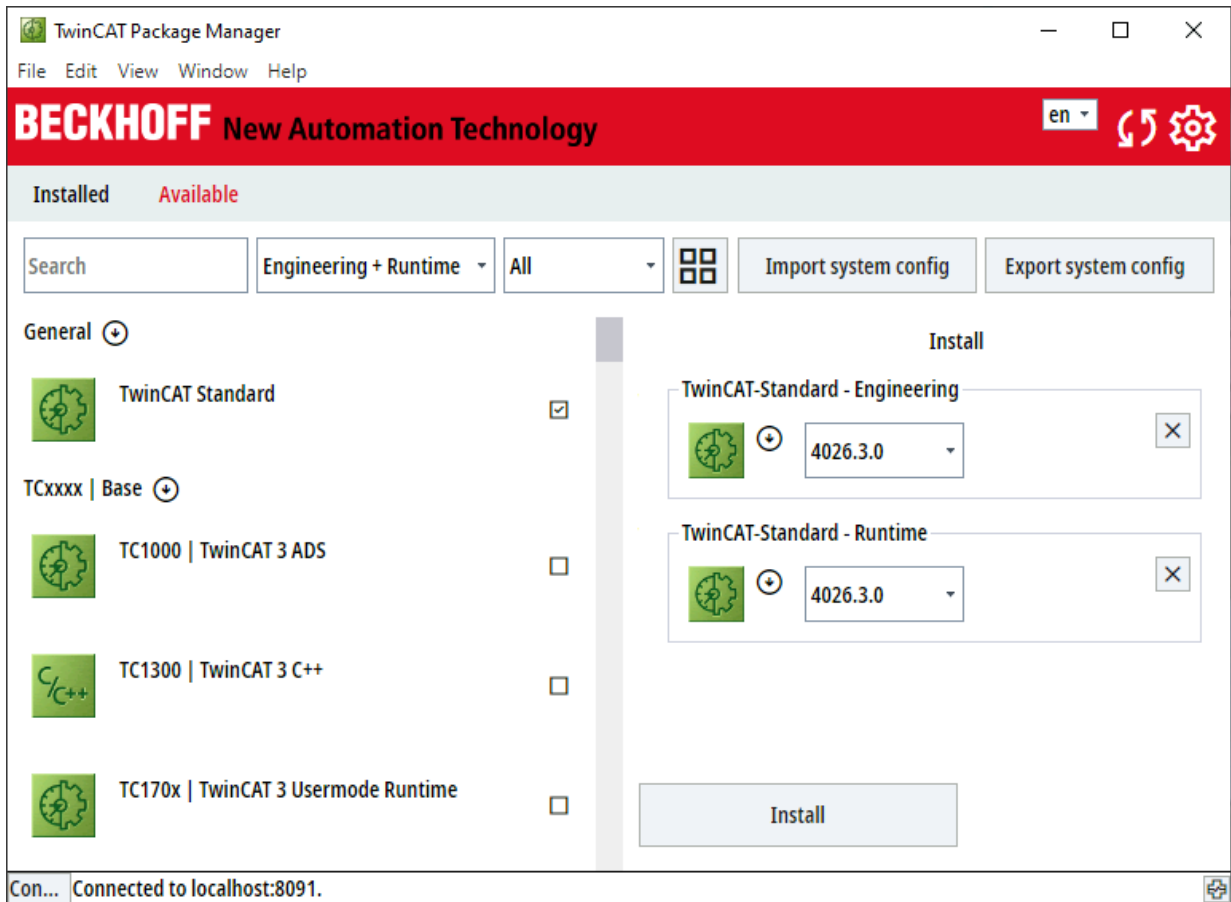 TwinCAT Package Manager
File Edit View Window Help
BECKHOFF New Automation Technology
en
Installed Available
Search
Engineering + Runtime
All
Import system config
Export system config
General
TwinCAT Standard
TCxxxx | Base
TC1000 | TwinCAT 3 ADS
C/C++
TC1300 | TwinCAT 3 C++
TC170x | TwinCAT 3 Usermode Runtime
Install
TwinCAT-Standard - Engineering
4026.3.0
TwinCAT-Standard - Runtime
4026.3.0
Install
Con... Connected to localhost:8091.